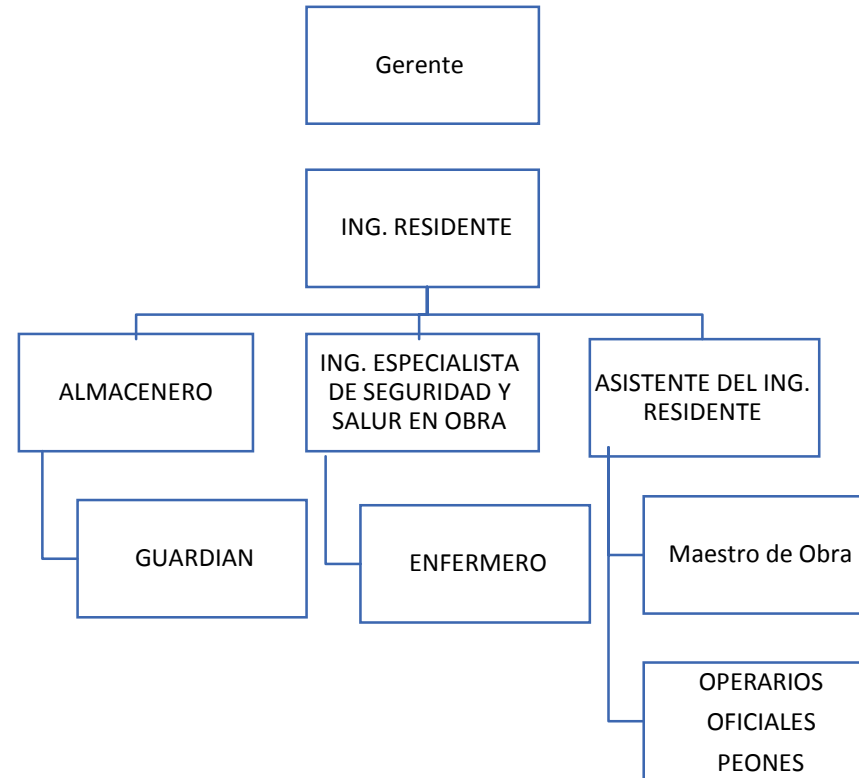 Gerente
ING. RESIDENTE
ALMACENERO
ING. ESPECIALISTA
DE SEGURIDAD Y
SALUR EN OBRA
ASISTENTE DEL ING.
RESIDENTE
GUARDIAN
ENFERMERO
Maestro de Obra
OPERARIOS
OFICIALES
PEONES